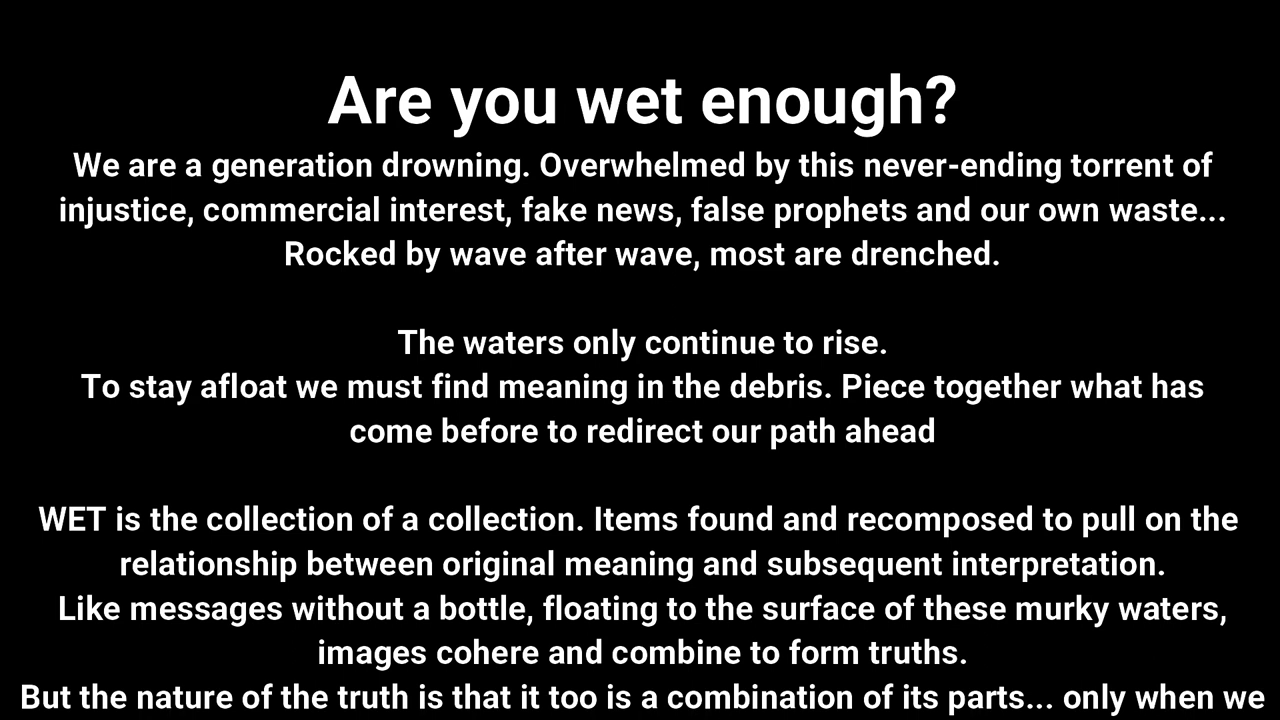 Are you wet enough?
We are a generation drowning. Overwhelmed by this never-ending torrent of
injustice, commercial interest, fake news, false prophets and our own waste...
Rocked by wave after wave, most are drenched.
The waters only continue to rise.
To stay afloat we must find meaning in the debris. Piece together what has
come before to redirect our path ahead
WET is the collection of a collection. Items found and recomposed to pull on the
relationship between original meaning and subsequent interpretation.
Like messages without a bottle, floating to the surface of these murky waters,
images cohere and combine to form truths.
But the nature of the truth is that it too is a combination of its parts... only when we